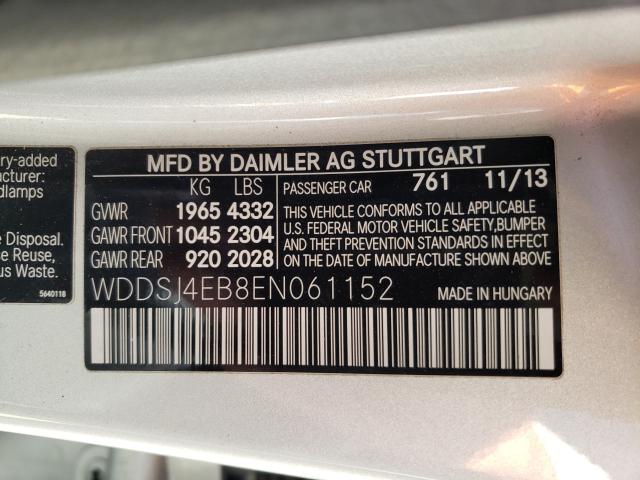 ry-added
facturer:
adlamps
e Disposal.
e Reuse,
us Waste.
5640118
MFD BY DAIMLER AG STUTTGART
KG LBS
GVWR 1965 4332
GAWR FRONT 1045 2304
GAWR REAR 920 2028
PASSENGER CAR 761 11/13
THIS VEHICLE CONFORMS TO ALL APPLICABLE
U.S. FEDERAL MOTOR VEHICLE SAFETY,BUMPER
AND THEFT PREVENTION STANDARDS IN EFFECT
ON THE DATE OF MANUFACTURE SHOWN ABOVE
WDDSJ4EB8EN061152 MADE IN HUNGARY